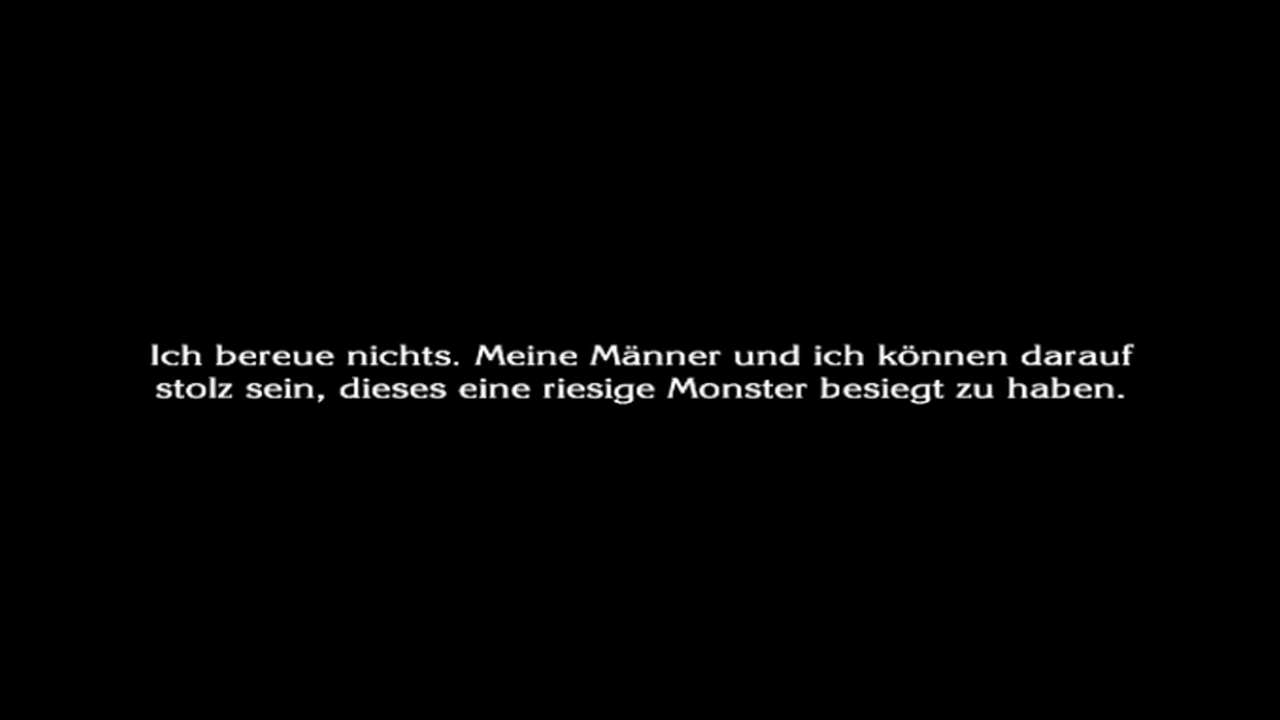 Ich bereue nichts. Meine Männer und ich können darauf
stolz sein, dieses eine riesige Monster besiegt zu haben.